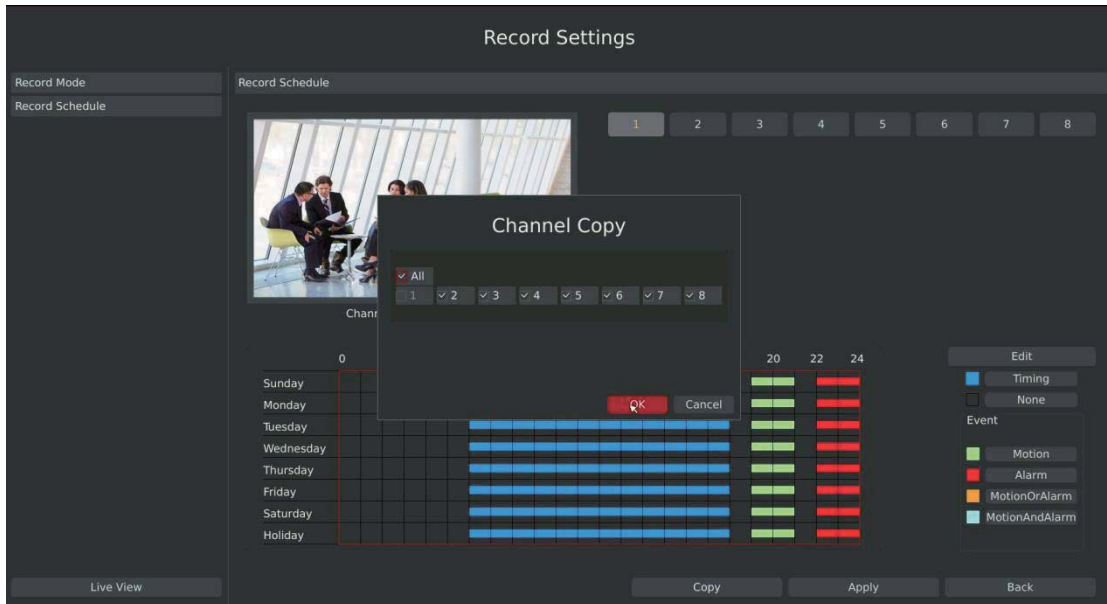 Record Settings
Record Mode
Record Schedule
Record Schedule
1 2 3 4 5 6 7 8
Channel Copy
All
1 2 3 4 5 6 7 8
OK Cancel
0 20 22 24
Sunday
Monday
Tuesday
Wednesday
Thursday
Friday
Saturday
Holiday
Edit
Timing
None
Event
Motion
Alarm
MotionOrAlarm
MotionAndAlarm
Live View
Copy Apply Back